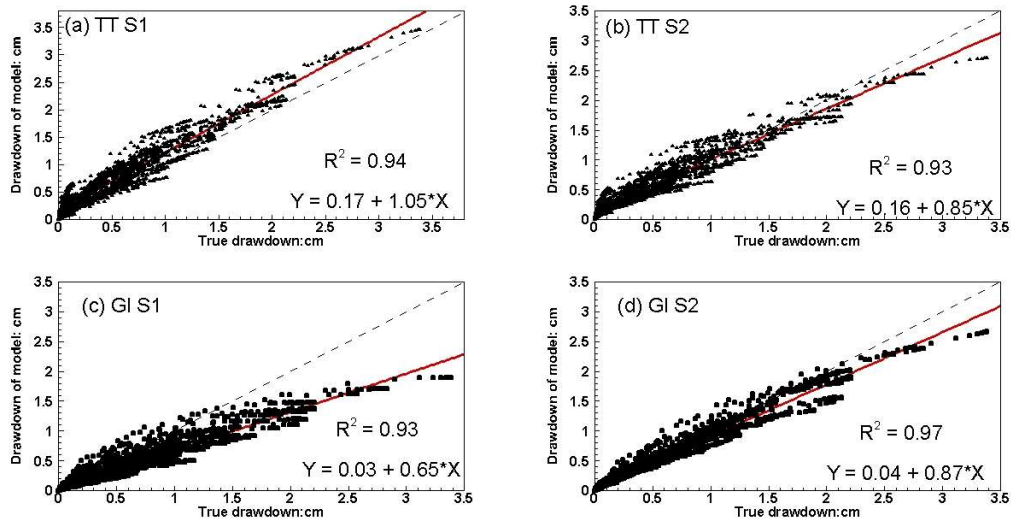 (a) TT S1
Drawdown of model: cm
3.5
3
2.5
2
1.5
1
0.5
0
R² = 0.94
Y = 0.17 + 1.05*X
0 0.5 1 1.5 2 2.5 3 3.5
True drawdown:cm
(b) TT S2
Drawdown of model: cm
3.5
3
2.5
2
1.5
1
0.5
0
R² = 0.93
Y = 0.16 + 0.85*X
0 0.5 1 1.5 2 2.5 3 3.5
True drawdown:cm
(c) GI S1
Drawdown of model: cm
3.5
3
2.5
2
1.5
1
0.5
0
R² = 0.93
Y = 0.03 + 0.65*X
0 0.5 1 1.5 2 2.5 3 3.5
True drawdown:cm
(d) GI S2
Drawdown of model: cm
3.5
3
2.5
2
1.5
1
0.5
0
R² = 0.97
Y = 0.04 + 0.87*X
0 0.5 1 1.5 2 2.5 3 3.5
True drawdown:cm